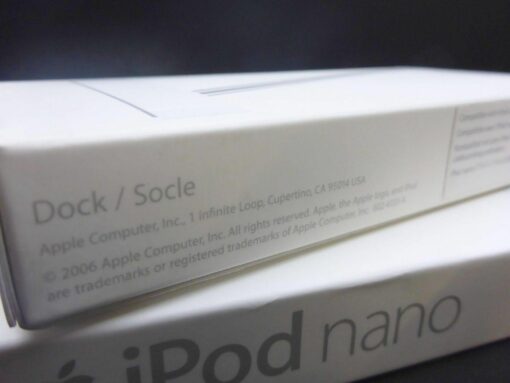 Dock / Socle
Apple Computer, Inc., 1 Infinite Loop, Cupertino, CA 95014 USA
© 2006 Apple Computer, Inc. All rights reserved. Apple, the Apple logo, and iPod
are trademarks or registered trademarks of Apple Computer, Inc.
iPod nano